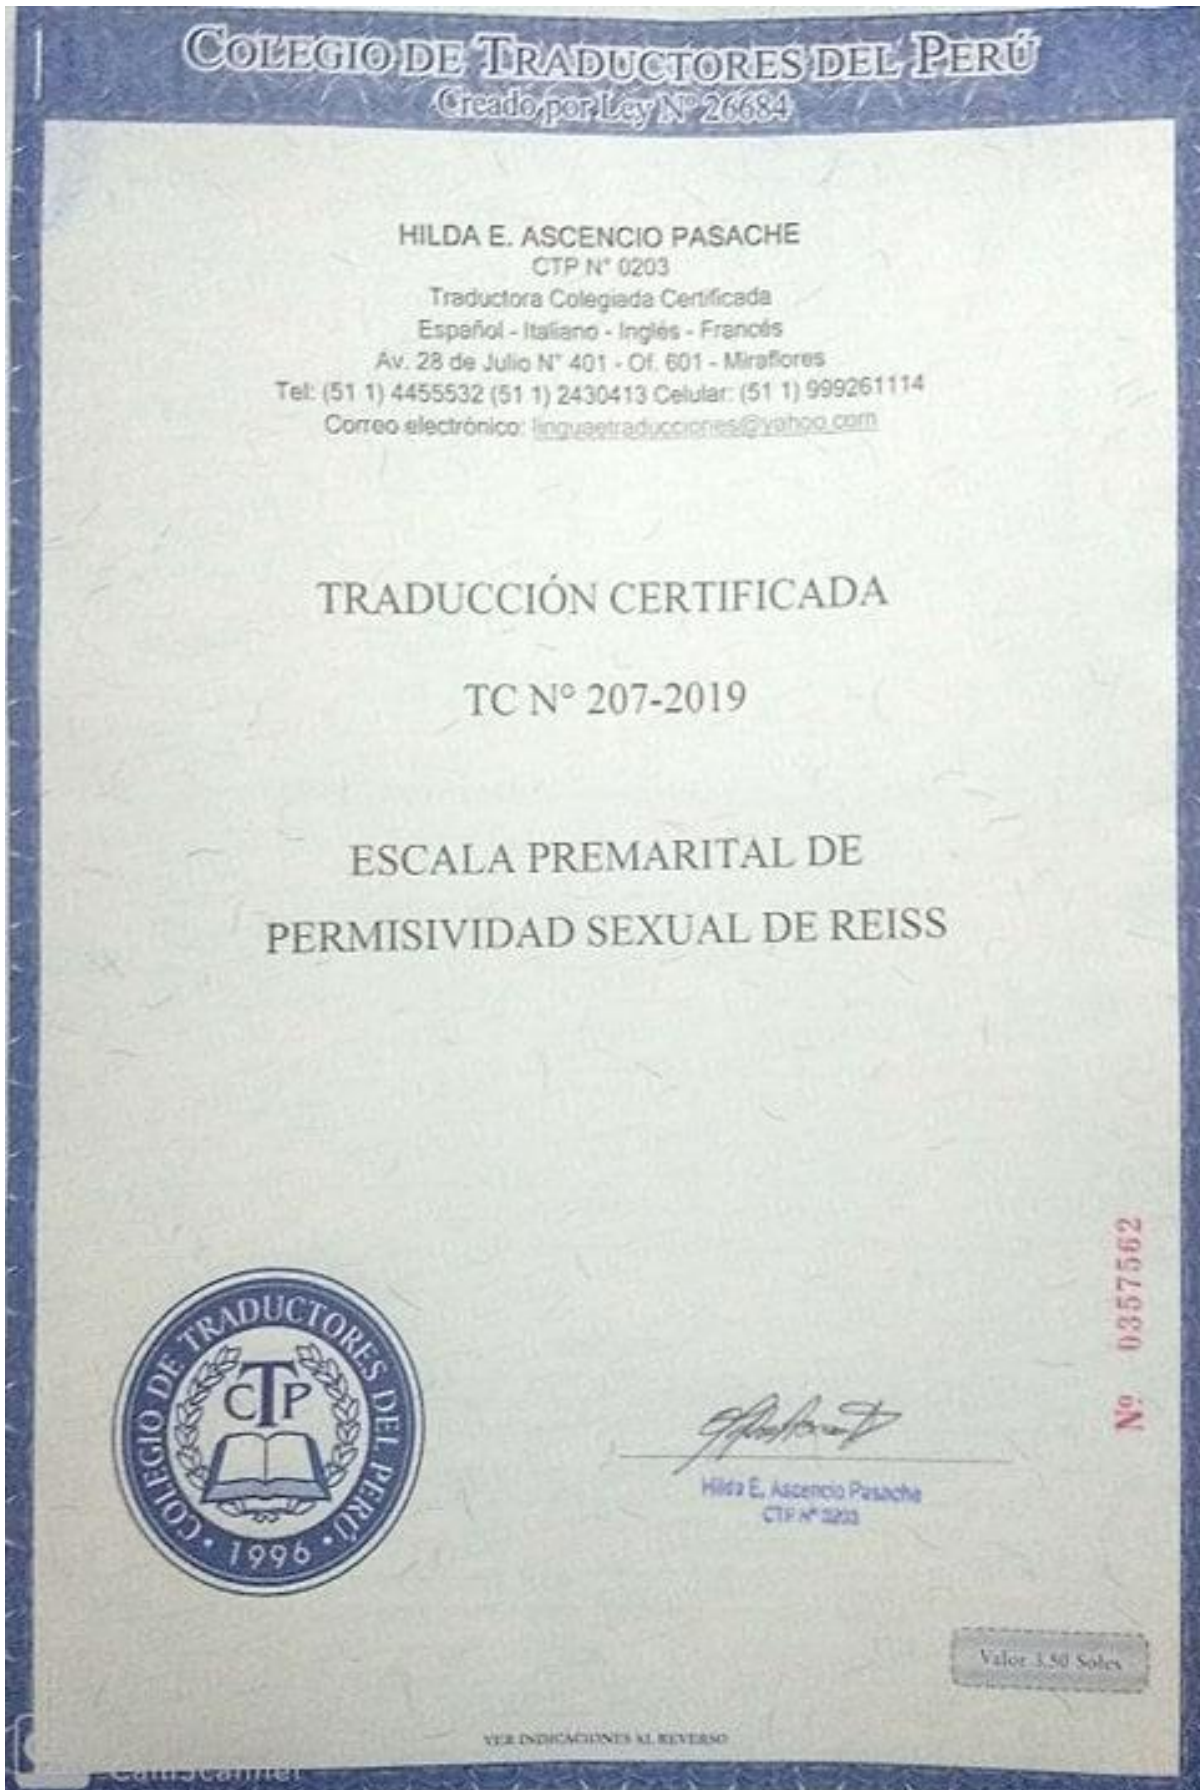 COLEGIO DE TRADUCTORES DEL PERÚ
Creado por Ley N° 26684
HILDA E. ASCENCIO PASACHE
CTP N° 0203
Traductora Colegiada Certificada
Español - Italiano - Inglés - Francés
Av. 28 de Julio N° 401 - Of. 601 - Miraflores
Tel: (51 1) 4455532 (51 1) 2430413 Celular: (51 1) 999261114
Correo electrónico: linguaetraducciones@yahoo.com
TRADUCCIÓN CERTIFICADA
TC N° 207-2019
ESCALA PREMARITAL DE
PERMISIVIDAD SEXUAL DE REISS
Nº 0357562
COLEGIO DE TRADUCTORES DEL PERÚ
CTP
1996
Hilda E. Ascencio Pasache
CTP N° 0203
Valor 3.50 Soles
VER INDICACIONES AL REVERSO
CamScanner